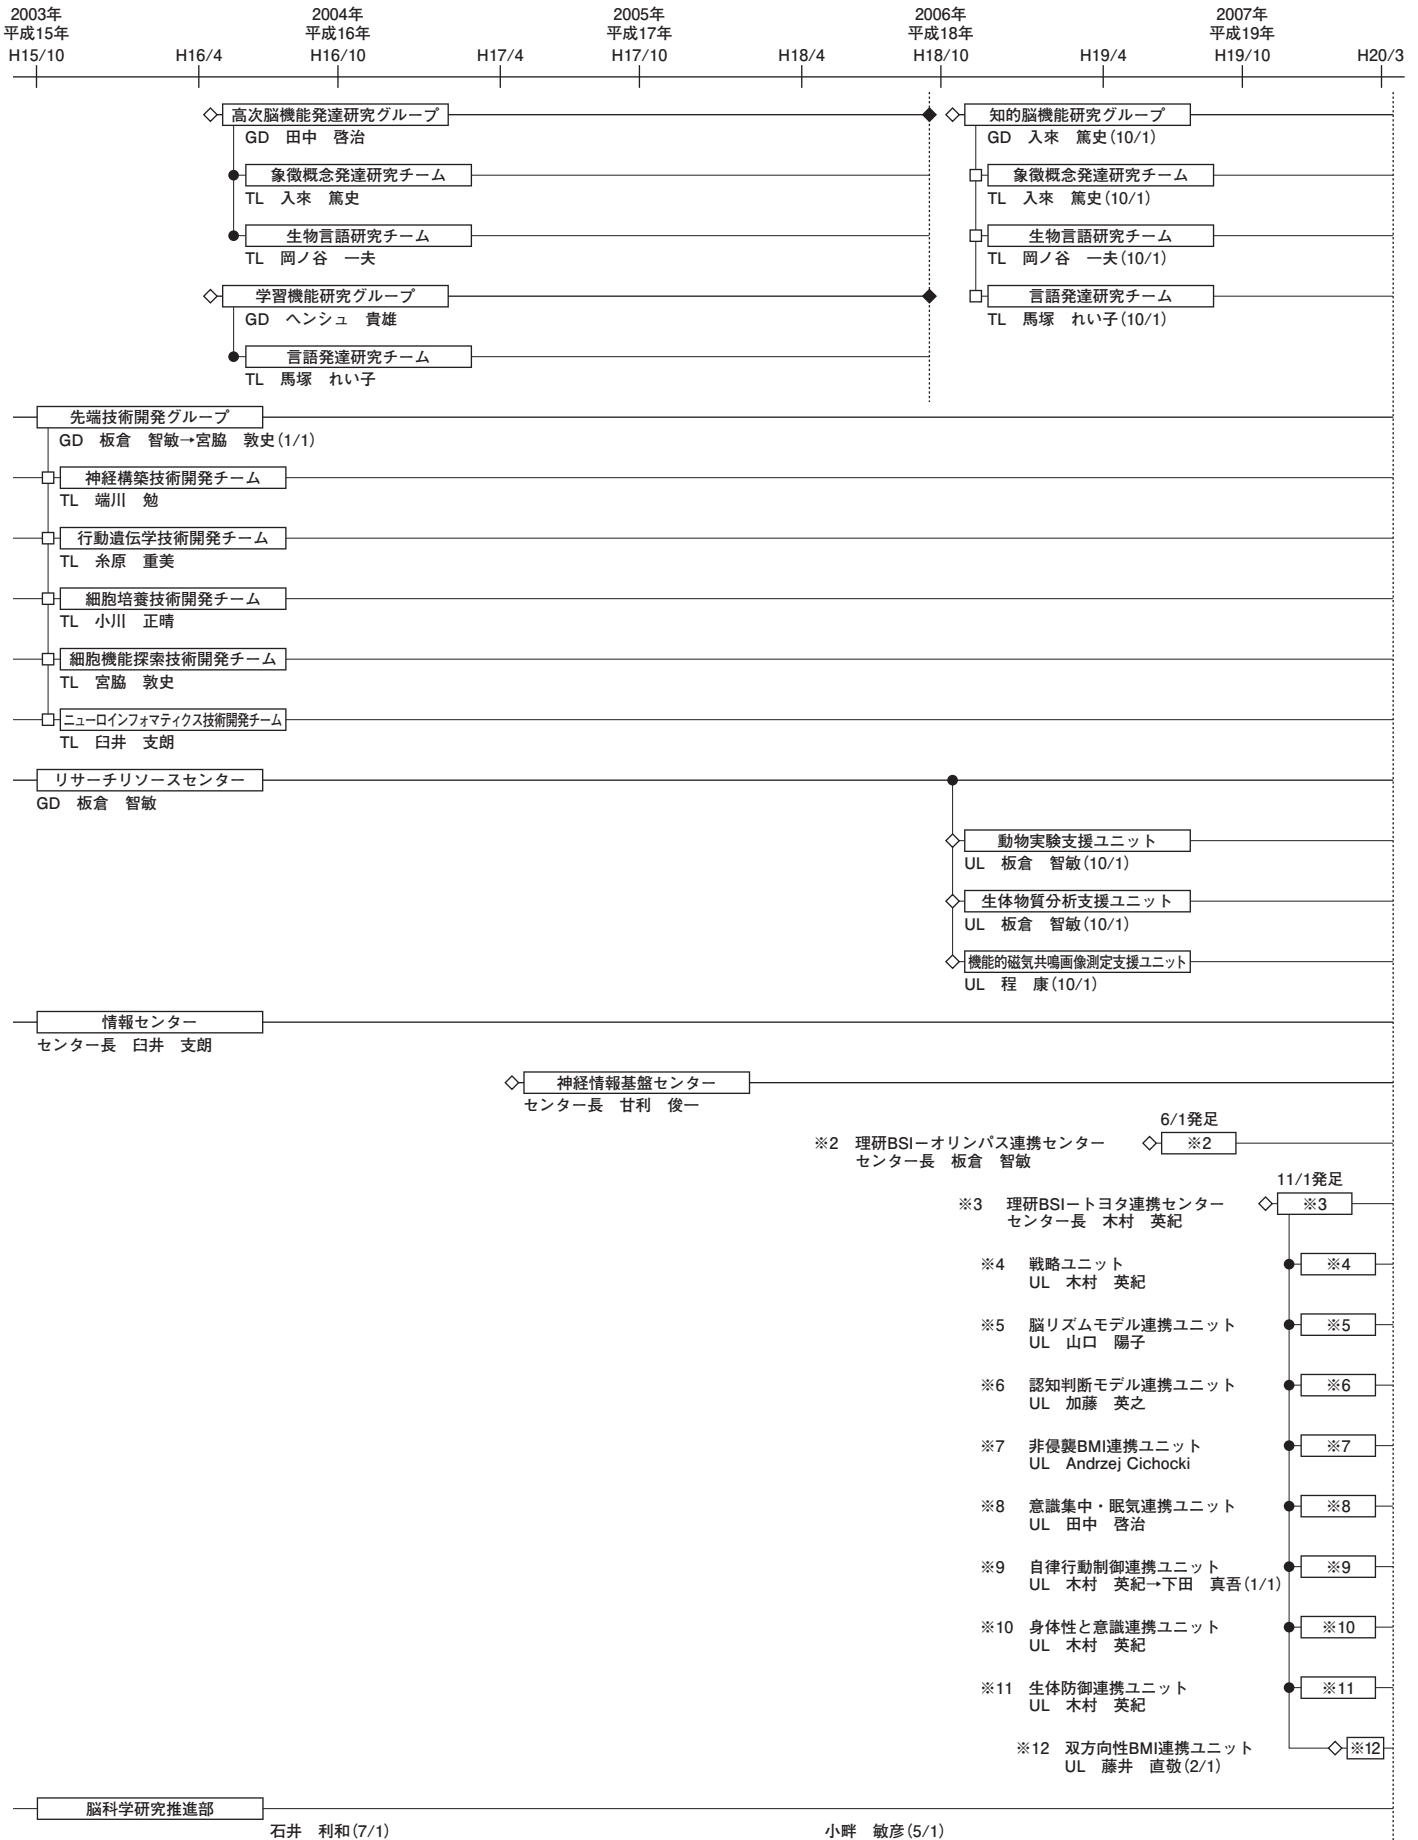 2003年 2004年 2005年 2006年 2007年
平成15年 平成16年 平成17年 平成18年 平成19年
H15/10 H16/4 H16/10 H17/4 H17/10 H18/4 H18/10 H19/4 H19/10 H20/3
高次脳機能発達研究グループ 知的脳機能研究グループ
GD 田中 啓治 GD 入來 篤史(10/1)
象徴概念発達研究チーム 象徴概念発達研究チーム
TL 入來 篤史 TL 入來 篤史(10/1)
生物言語研究チーム 生物言語研究チーム
TL 岡ノ谷 一夫 TL 岡ノ谷 一夫(10/1)
学習機能研究グループ 言語発達研究チーム
GD ヘンシュ 貴雄 TL 馬塚 れい子(10/1)
言語発達研究チーム
TL 馬塚 れい子
先端技術開発グループ
GD 板倉 智敏→宮脇 敦史(1/1)
神経構築技術開発チーム
TL 端川 勉
行動遺伝学技術開発チーム
TL 糸原 重美
細胞培養技術開発チーム
TL 小川 正晴
細胞機能探索技術開発チーム
TL 宮脇 敦史
ニューロインフォマティクス技術開発チーム
TL 臼井 支朗
リサーチリソースセンター
GD 板倉 智敏
動物実験支援ユニット
UL 板倉 智敏(10/1)
生体物質分析支援ユニット
UL 板倉 智敏(10/1)
機能的磁気共鳴画像測定支援ユニット
UL 程 康(10/1)
情報センター
センター長 臼井 支朗
神経情報基盤センター
センター長 甘利 俊一
6/1発足
※2 理研BSI－オリンパス連携センター ※2
センター長 板倉 智敏
11/1発足
※3 理研BSI－トヨタ連携センター ※3
センター長 木村 英紀
※4 戦略ユニット ※4
UL 木村 英紀
※5 脳リズムモデル連携ユニット ※5
UL 山口 陽子
※6 認知判断モデル連携ユニット ※6
UL 加藤 英之
※7 非侵襲BMI連携ユニット ※7
UL Andrzej Cichocki
※8 意識集中・眠気連携ユニット ※8
UL 田中 啓治
※9 自律行動制御連携ユニット ※9
UL 木村 英紀→下田 真吾(1/1)
※10 身体性と意識連携ユニット ※10
UL 木村 英紀
※11 生体防御連携ユニット ※11
UL 木村 英紀
※12 双方向性BMI連携ユニット ※12
UL 藤井 直敬(2/1)
脳科学研究推進部
石井 利和(7/1) 小畔 敏彦(5/1)